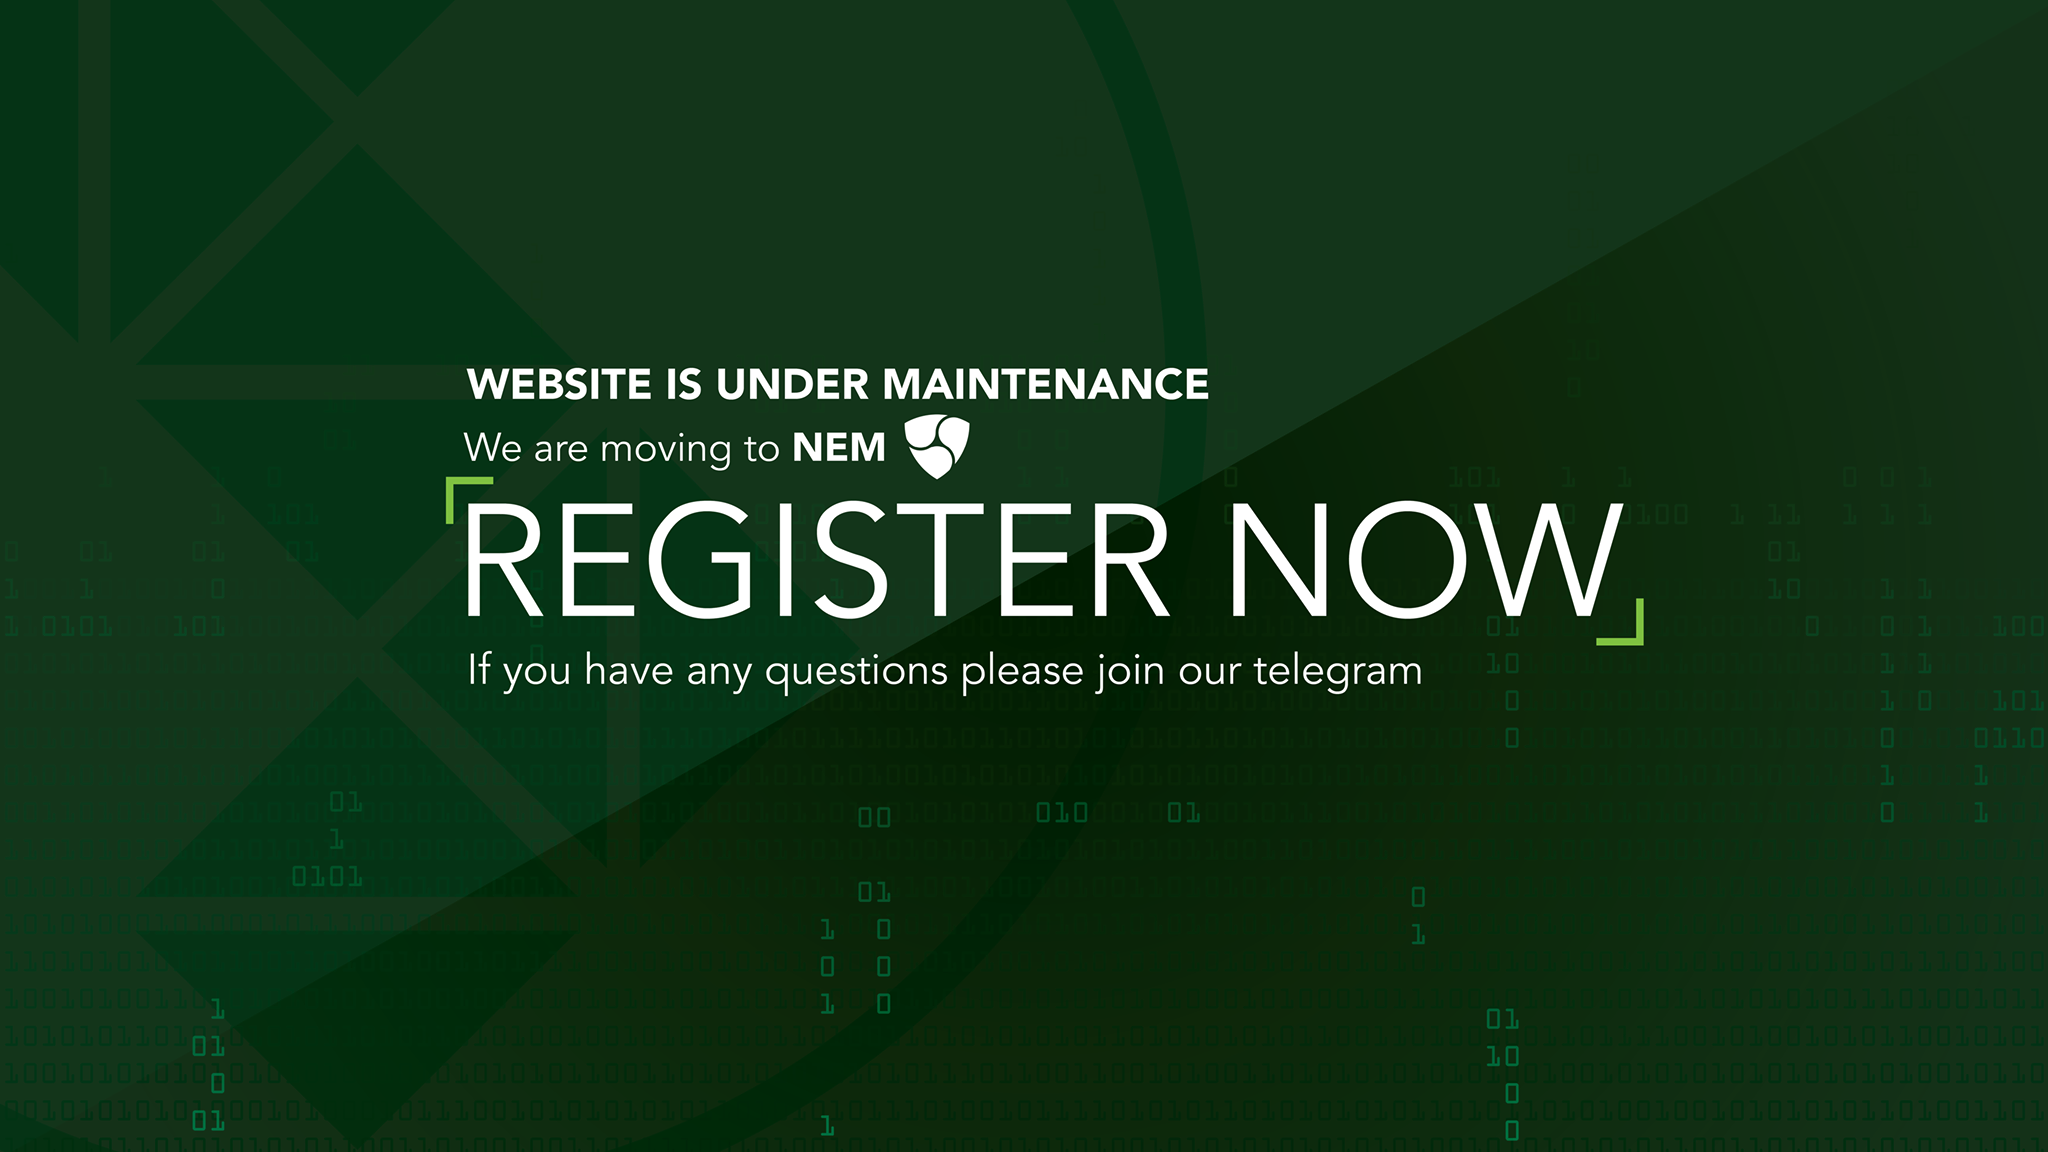 WEBSITE IS UNDER MAINTENANCE
We are moving to NEM
REGISTER NOW
If you have any questions please join our telegram